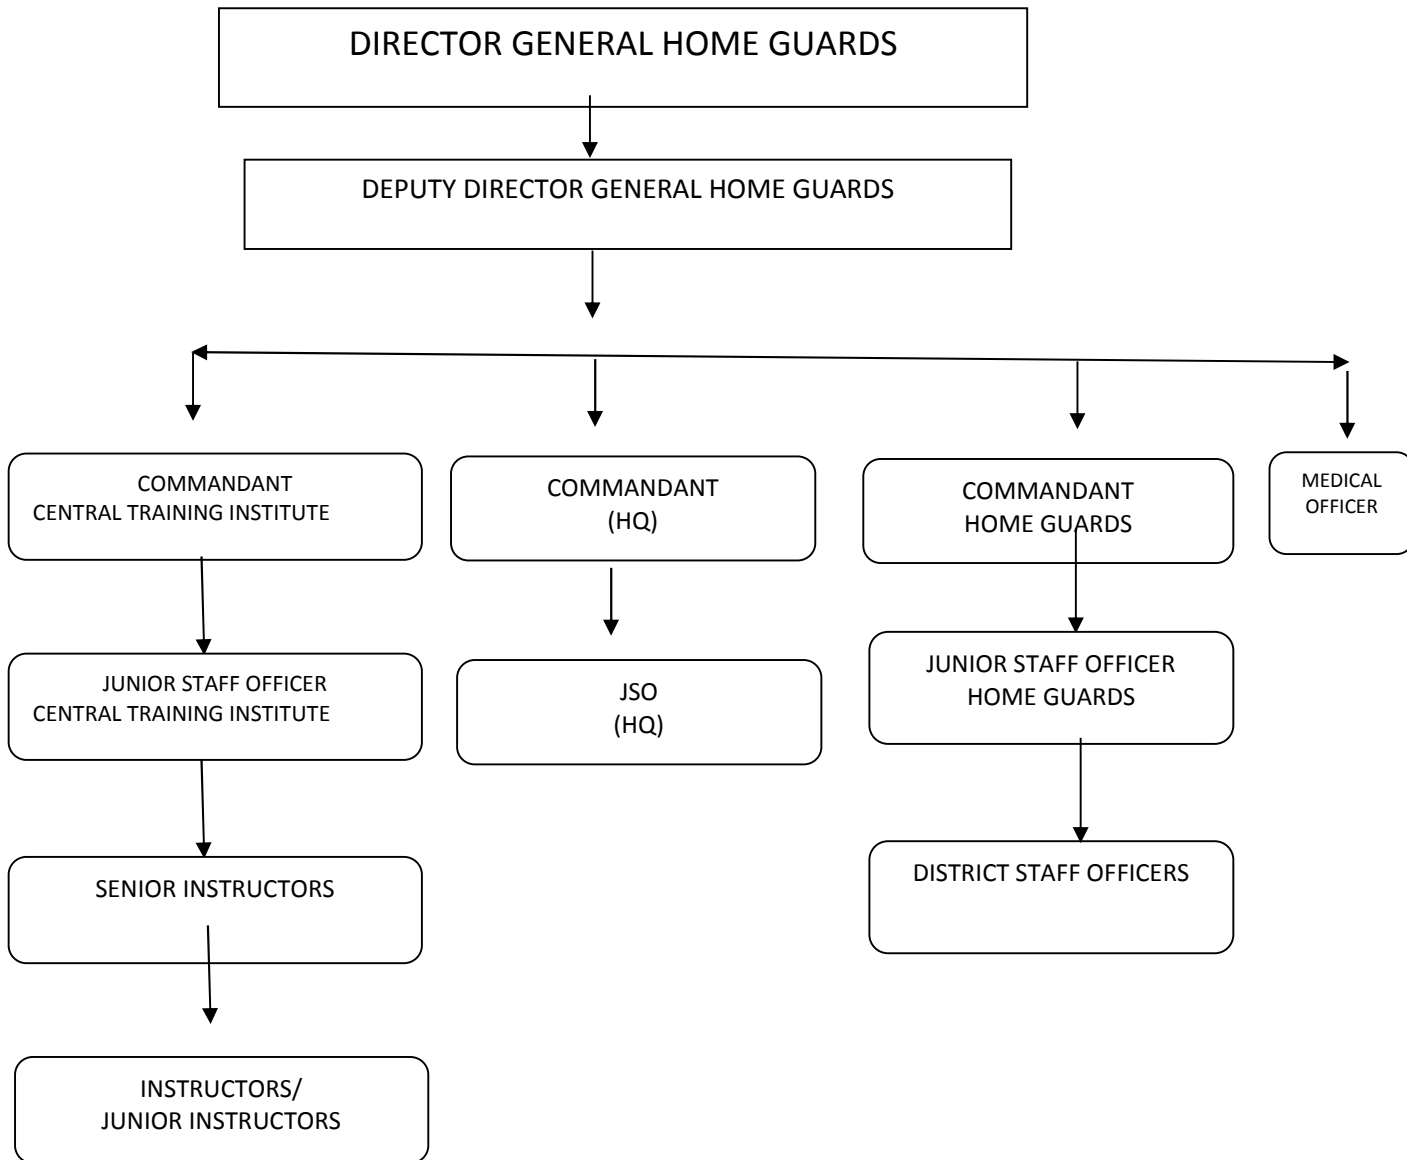 DIRECTOR GENERAL HOME GUARDS
DEPUTY DIRECTOR GENERAL HOME GUARDS
COMMANDANT
CENTRAL TRAINING INSTITUTE
COMMANDANT
(HQ)
COMMANDANT
HOME GUARDS
MEDICAL
OFFICER
JUNIOR STAFF OFFICER
CENTRAL TRAINING INSTITUTE
JSO
(HQ)
JUNIOR STAFF OFFICER
HOME GUARDS
SENIOR INSTRUCTORS
DISTRICT STAFF OFFICERS
INSTRUCTORS/
JUNIOR INSTRUCTORS